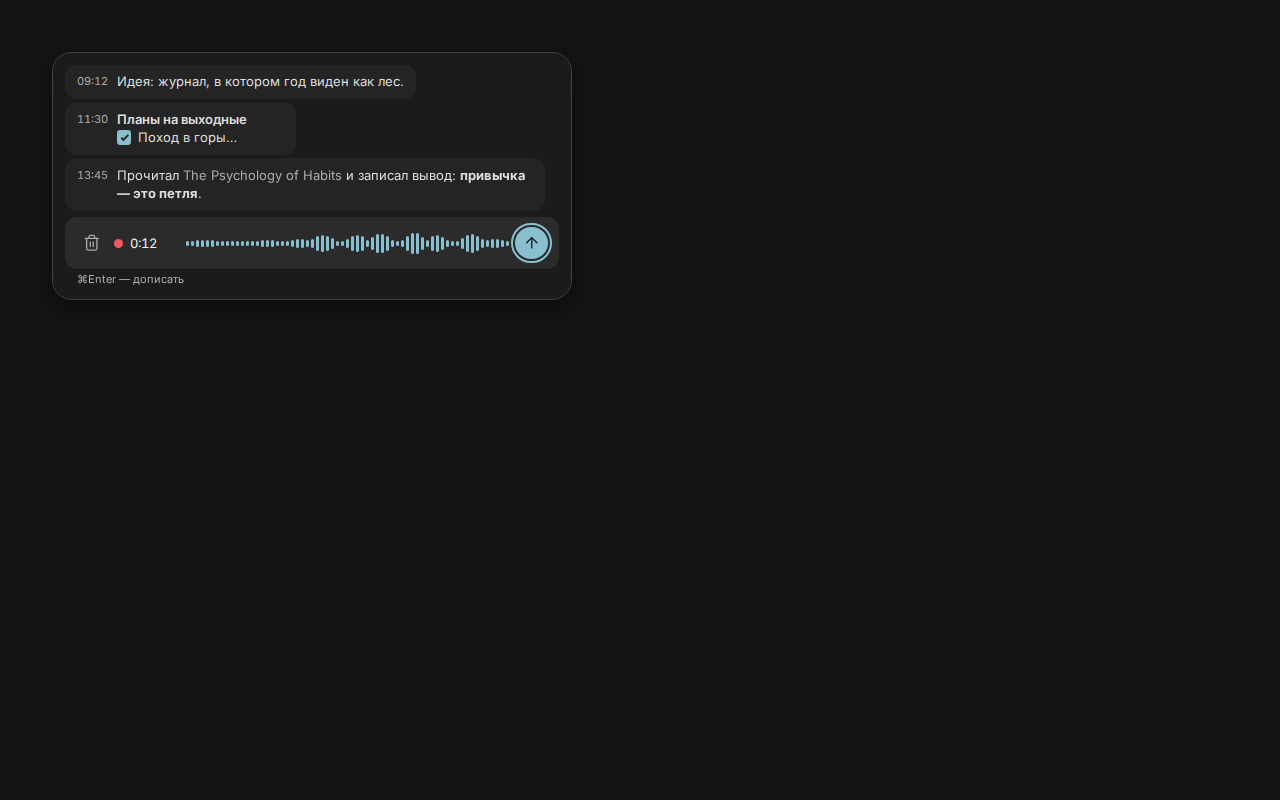 09:12 Идея: журнал, в котором год виден как лес.
11:30 Планы на выходные
Поход в горы...
13:45 Прочитал The Psychology of Habits и записал вывод: привычка
— это петля.
0:12
⌘Enter — дописать